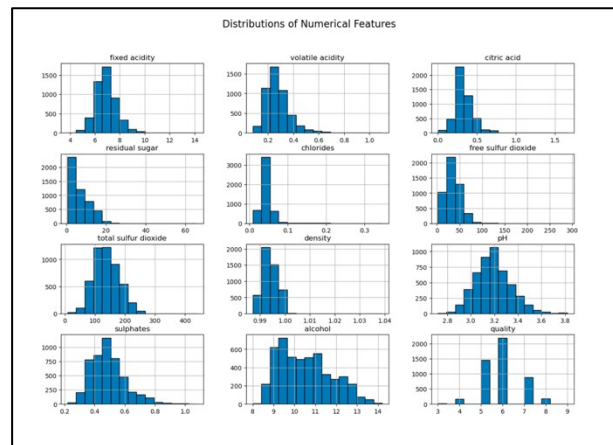 Distributions of Numerical Features
fixed acidity volatile acidity citric acid
1500 1000 500 0
4 6 8 10 12 14
1500 1000 500 0
0.2 0.4 0.6 0.8 1.0
2000 1000 0
0.0 0.5 1.0 1.5
residual sugar chlorides free sulfur dioxide
2000 1500 1000 500 0
0 20 40 60
3000 2000 1000 0
0.0 0.1 0.2 0.3
2000 1500 1000 500 0
0 50 100 150 200 250 300
total sulfur dioxide density pH
1000 500 0
0 100 200 300 400
2000 1500 1000 500 0
0.99 1.00 1.01 1.02 1.03 1.04
1000 750 500 250 0
2.8 3.0 3.2 3.4 3.6 3.8
sulphates alcohol quality
1000 750 500 250 0
0.2 0.4 0.6 0.8 1.0
600 400 200 0
8 9 10 11 12 13 14
2000 1500 1000 500 0
3 4 5 6 7 8 9